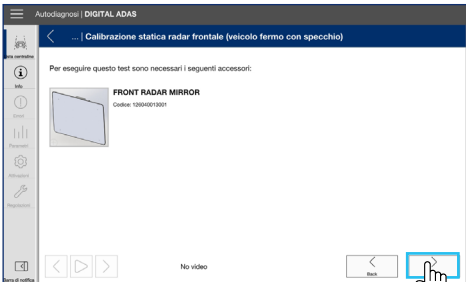 Autodiagnosi | DIGITAL ADAS
... | Calibrazione statica radar frontale (veicolo fermo con specchio)
Per eseguire questo test sono necessari i seguenti accessori:
FRONT RADAR MIRROR
Codice: 126040013001
Info
Errori
Parametri
Attivazioni
Regolazioni
No video
Back
Barra di notifica